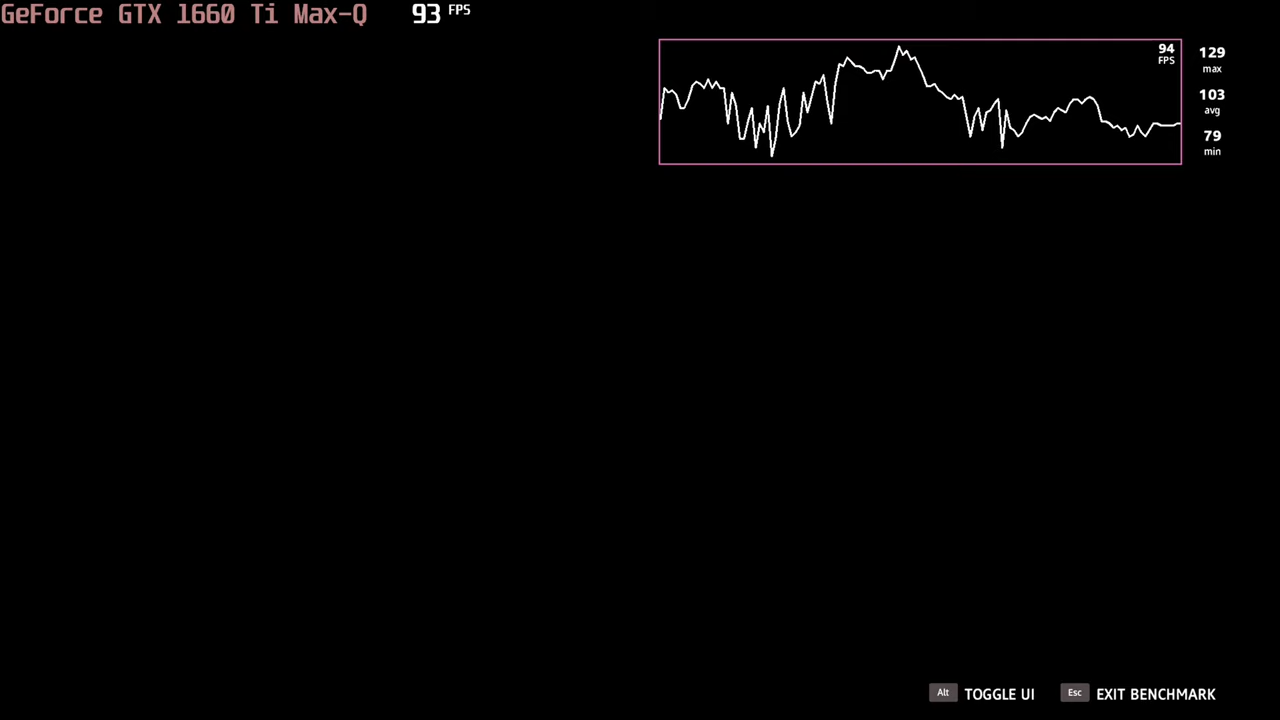 GeForce GTX 1660 Ti Max-Q 93 FPS
94
FPS
129
max
103
avg
79
min
Alt TOGGLE UI Esc EXIT BENCHMARK